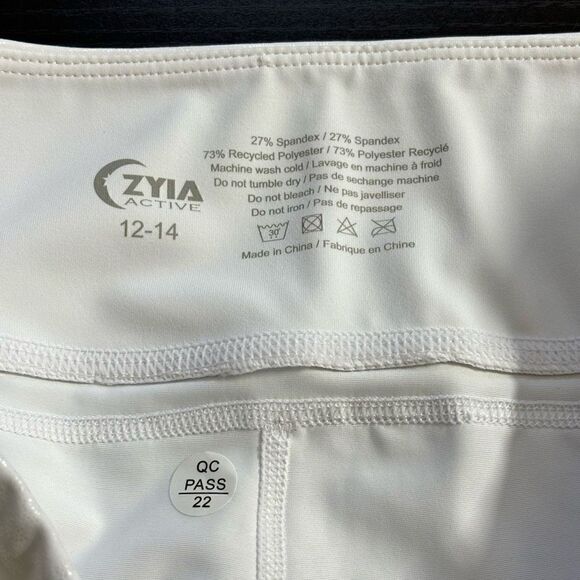 ZYIA
ACTIVE
12-14
27% Spandex / 27% Spandex
73% Recycled Polyester / 73% Polyester Recyclé
Machine wash cold / Lavage en machine à froid
Do not tumble dry / Pas de sechange machine
Do not bleach / Ne pas javelliser
Do not iron / Pas de repassage
30°
Made in China / Fabrique en Chine
QC
PASS
22